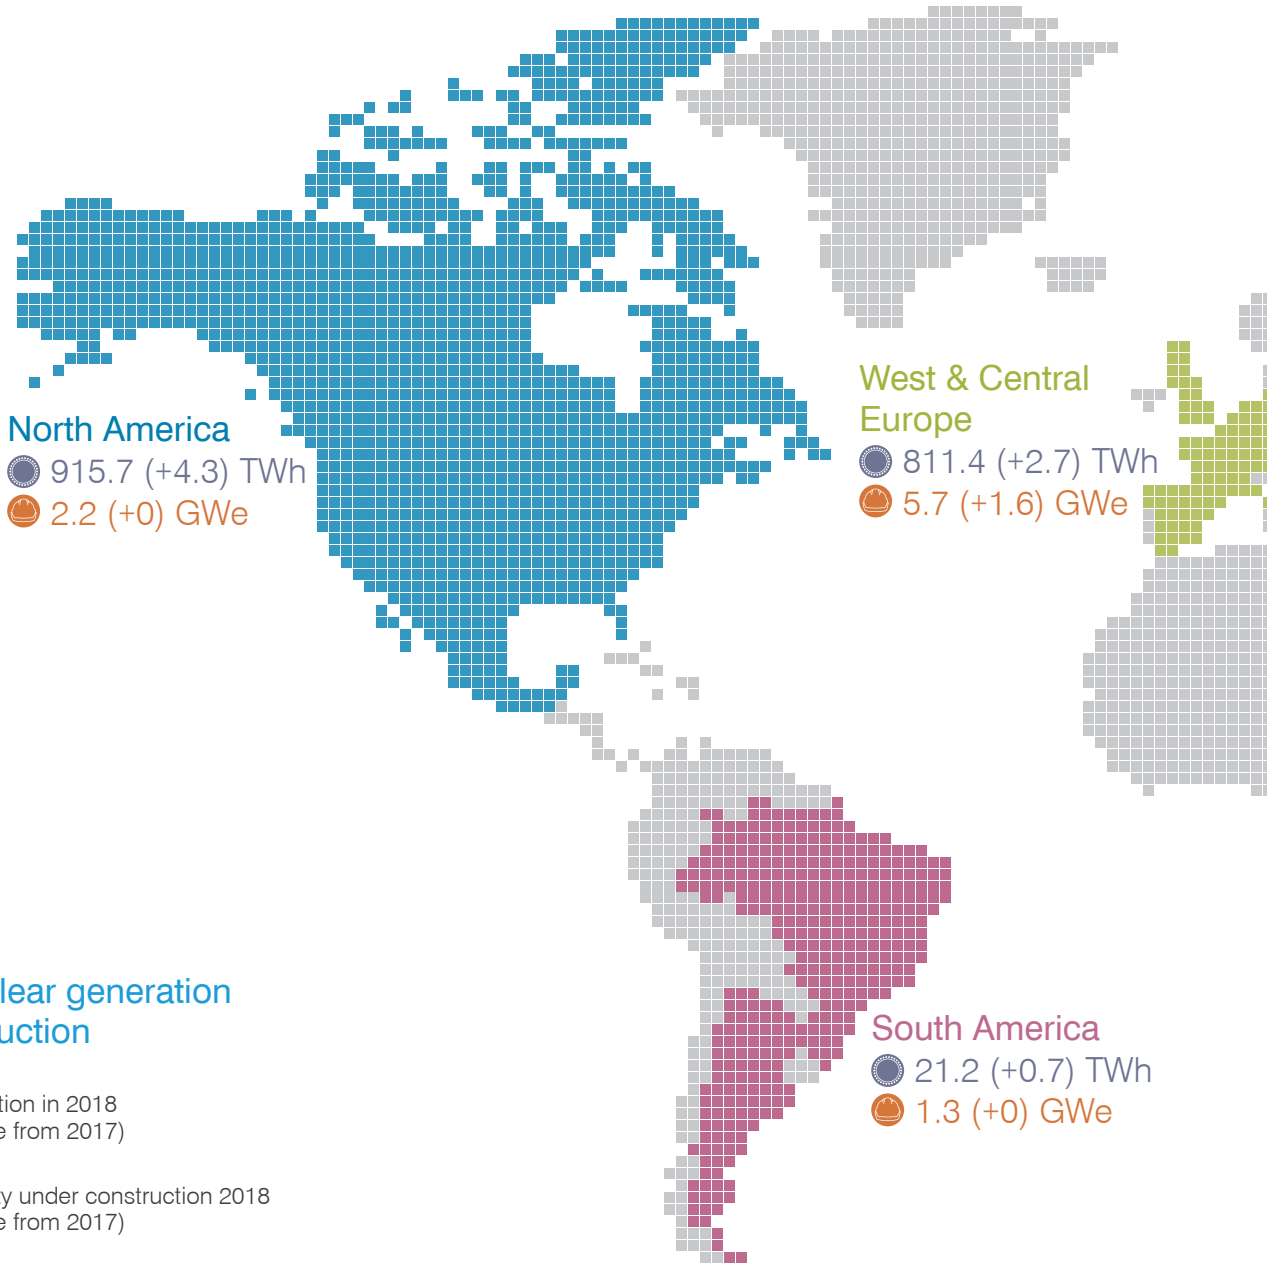 West & Central
Europe
811.4 (+2.7) TWh
5.7 (+1.6) GWe
North America
915.7 (+4.3) TWh
2.2 (+0) GWe
lear generation
uction
South America
21.2 (+0.7) TWh
1.3 (+0) GWe
tion in 2018
e from 2017)
ty under construction 2018
e from 2017)